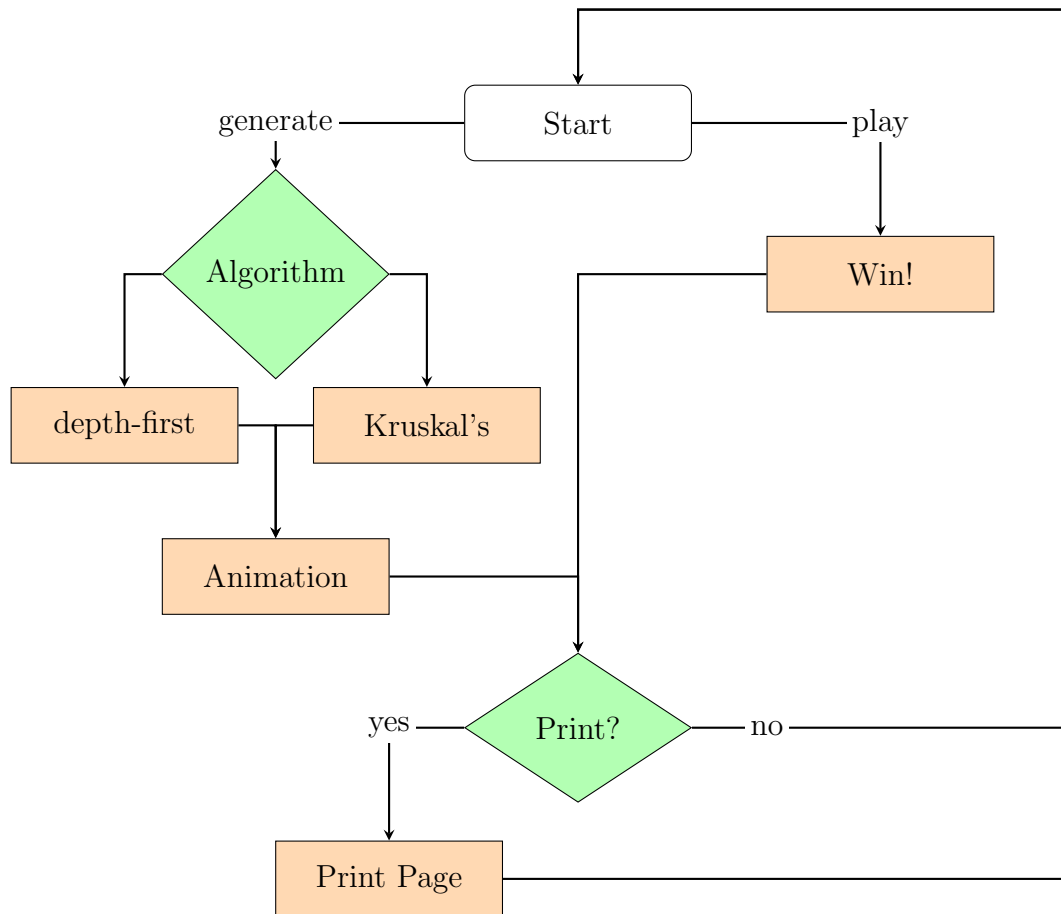 generate
Start
play
Algorithm
Win!
depth-first
Kruskal's
Animation
yes
Print?
no
Print Page